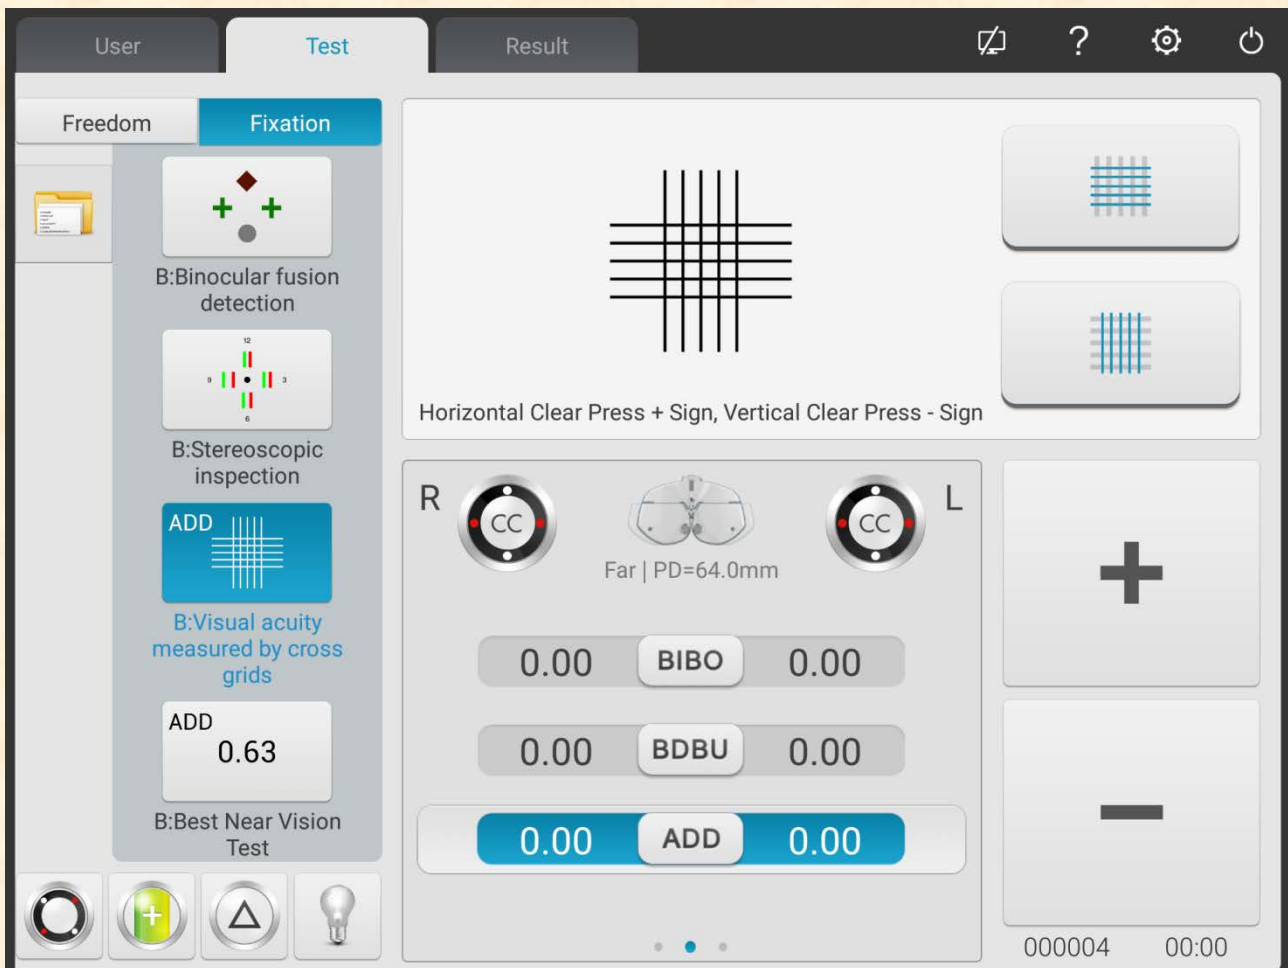 User
Test
Result
?
Freedom
Fixation
B:Binocular fusion
detection
12
9
3
6
B:Stereoscopic
inspection
ADD
B:Visual acuity
measured by cross
grids
ADD
0.63
B:Best Near Vision
Test
Horizontal Clear Press + Sign, Vertical Clear Press - Sign
R
CC
CC
L
Far | PD=64.0mm
0.00 BIBO 0.00
0.00 BDBU 0.00
0.00 ADD 0.00
+
−
000004 00:00